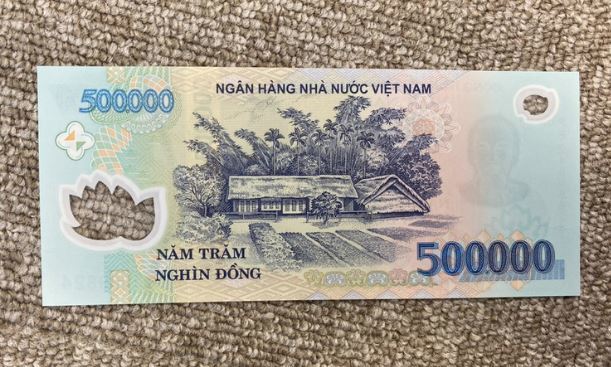 NGÂN HÀNG NHÀ NƯỚC VIỆT NAM
500000
NĂM TRĂM
NGHÌN ĐỒNG
500000